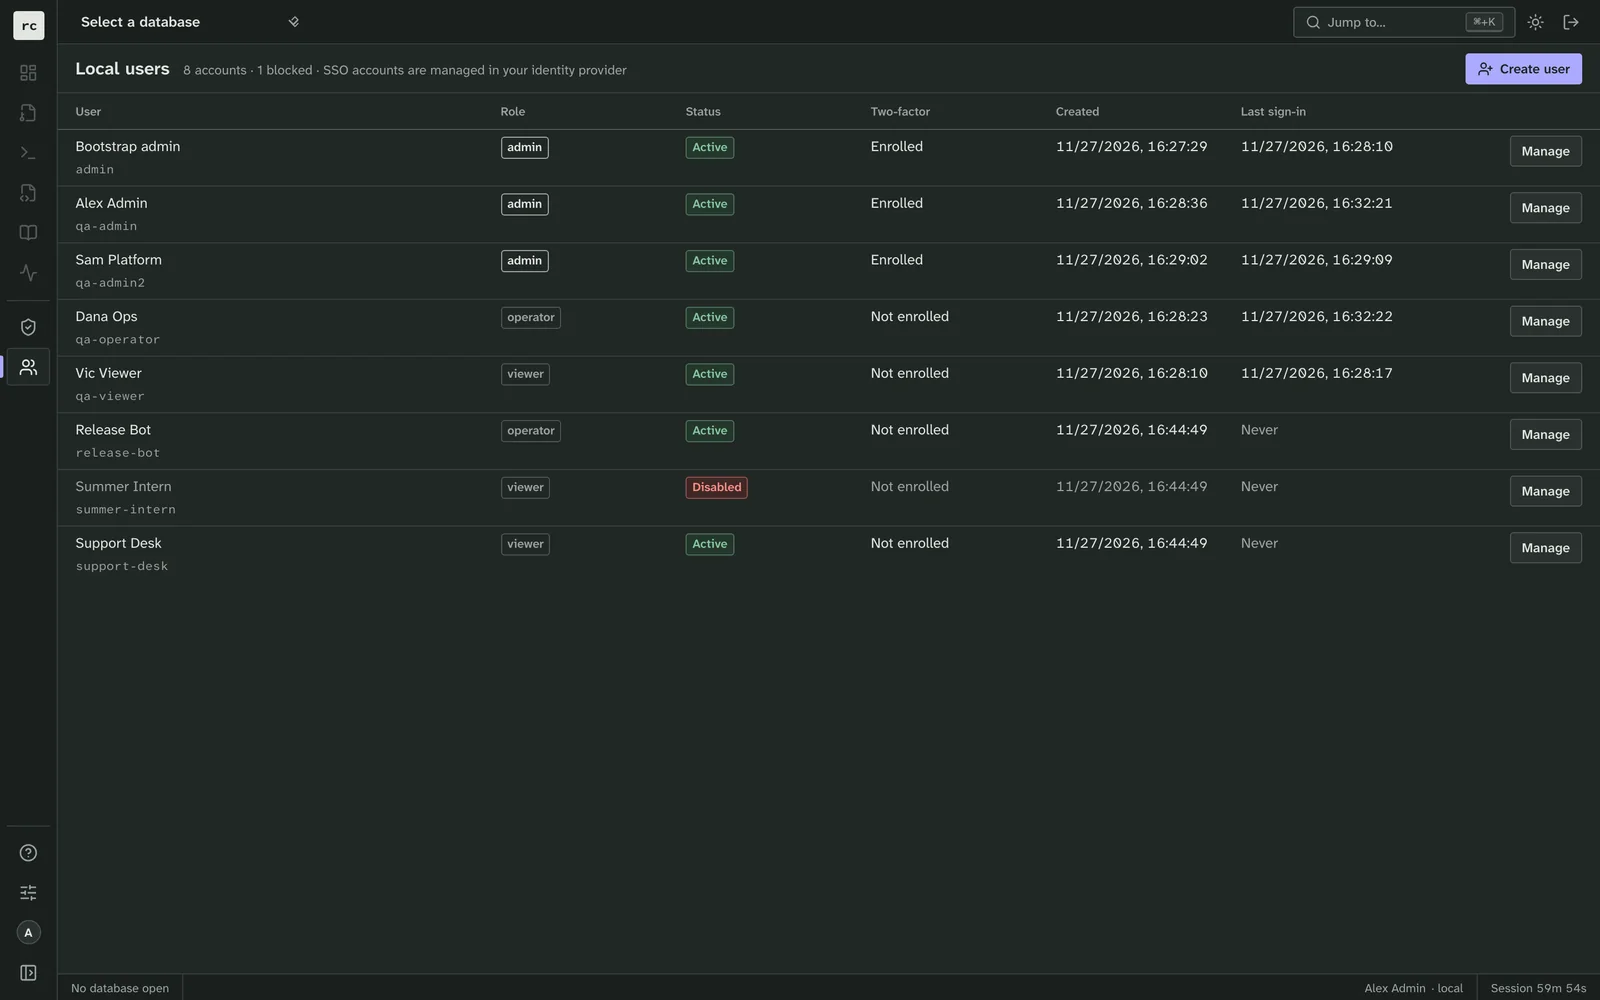 rc
Select a database
Jump to...
⌘+K
Local users
8 accounts · 1 blocked · SSO accounts are managed in your identity provider
Create user
User Role Status Two-factor Created Last sign-in
Bootstrap admin admin Active Enrolled 11/27/2026, 16:27:29 11/27/2026, 16:28:10 Manage
admin
Alex Admin admin Active Enrolled 11/27/2026, 16:28:36 11/27/2026, 16:32:21 Manage
qa-admin
Sam Platform admin Active Enrolled 11/27/2026, 16:29:02 11/27/2026, 16:29:09 Manage
qa-admin2
Dana Ops operator Active Not enrolled 11/27/2026, 16:28:23 11/27/2026, 16:32:22 Manage
qa-operator
Vic Viewer viewer Active Not enrolled 11/27/2026, 16:28:10 11/27/2026, 16:28:17 Manage
qa-viewer
Release Bot operator Active Not enrolled 11/27/2026, 16:44:49 Never Manage
release-bot
Summer Intern viewer Disabled Not enrolled 11/27/2026, 16:44:49 Never Manage
summer-intern
Support Desk viewer Active Not enrolled 11/27/2026, 16:44:49 Never Manage
support-desk
A
No database open
Alex Admin · local
Session 59m 54s